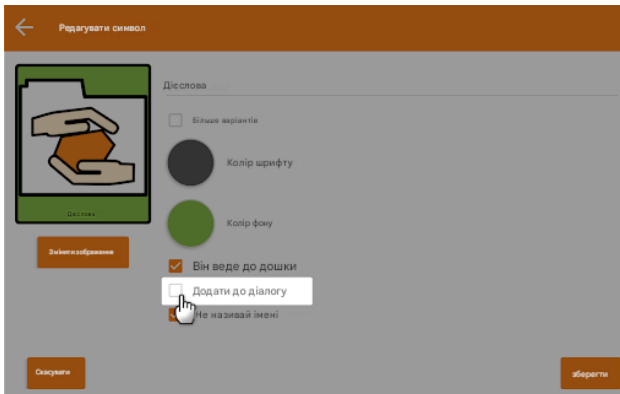 Редагувати символ
Дієслова
Більше варіантів
Колір шрифту
Дієслова
Колір фону
Змінити зображення
Він веде до дошки
Додати до діалогу
Не називай імені
Скасувати
зберегти